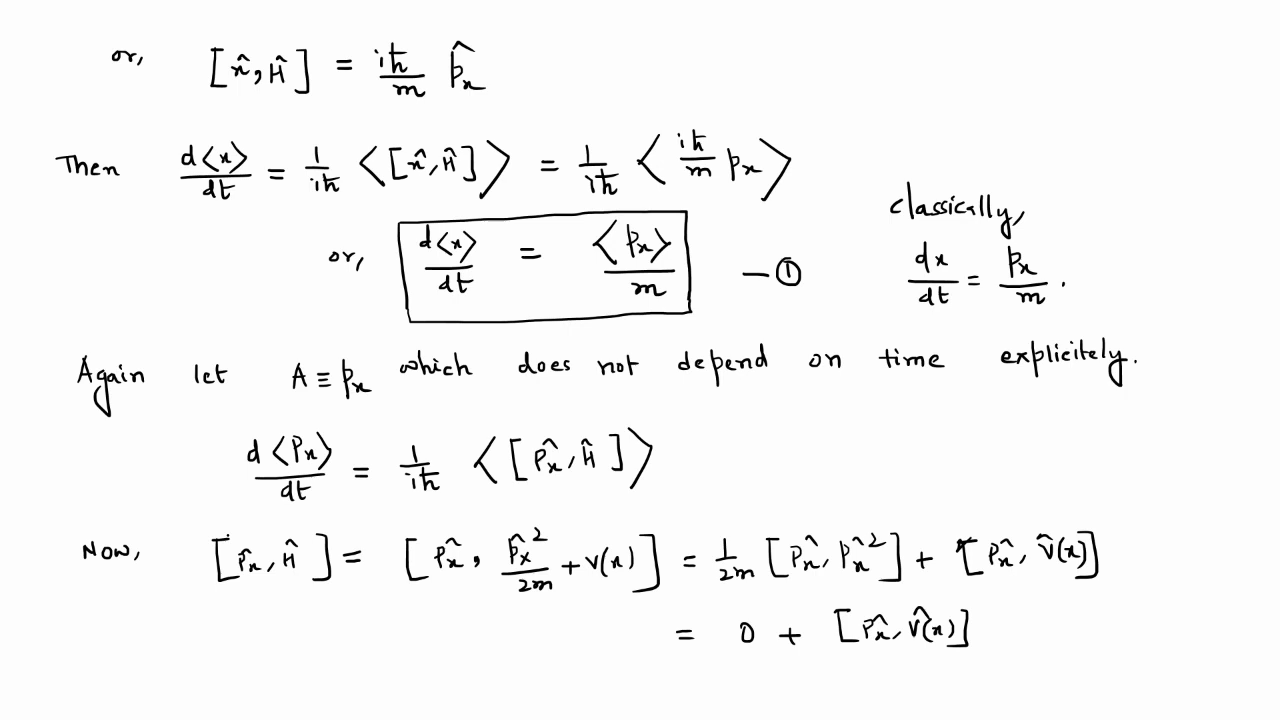 or, [x̂, Ĥ] = iħ/m p̂ₓ
Then d⟨x⟩/dt = 1/iħ ⟨[x̂, Ĥ]⟩ = 1/iħ ⟨iħ/m pₓ⟩
classically,
or, d⟨x⟩/dt = ⟨pₓ⟩/m — ①
dx/dt = pₓ/m .
Again let A ≡ pₓ which does not depend on time explicitely.
d⟨pₓ⟩/dt = 1/iħ ⟨[p̂ₓ, Ĥ]⟩
Now, [p̂ₓ, Ĥ] = [p̂ₓ, p̂ₓ²/2m + V(x)] = 1/2m [p̂ₓ, p̂ₓ²] + [p̂ₓ, V̂(x)]
= 0 + [p̂ₓ, V̂(x)]